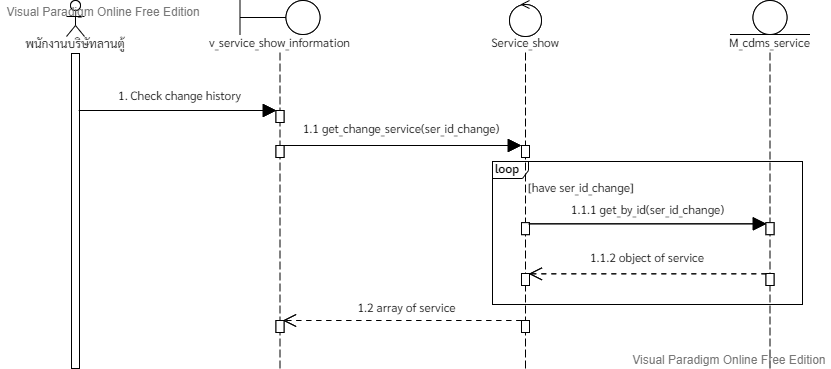 Visual Paradigm Online Free Edition
พนักงานบริษัทลานตู้
v_service_show_information
Service_show
M_cdms_service
1. Check change history
1.1 get_change_service(ser_id_change)
loop
[have ser_id_change]
1.1.1 get_by_id(ser_id_change)
1.1.2 object of service
1.2 array of service
Visual Paradigm Online Free Edition